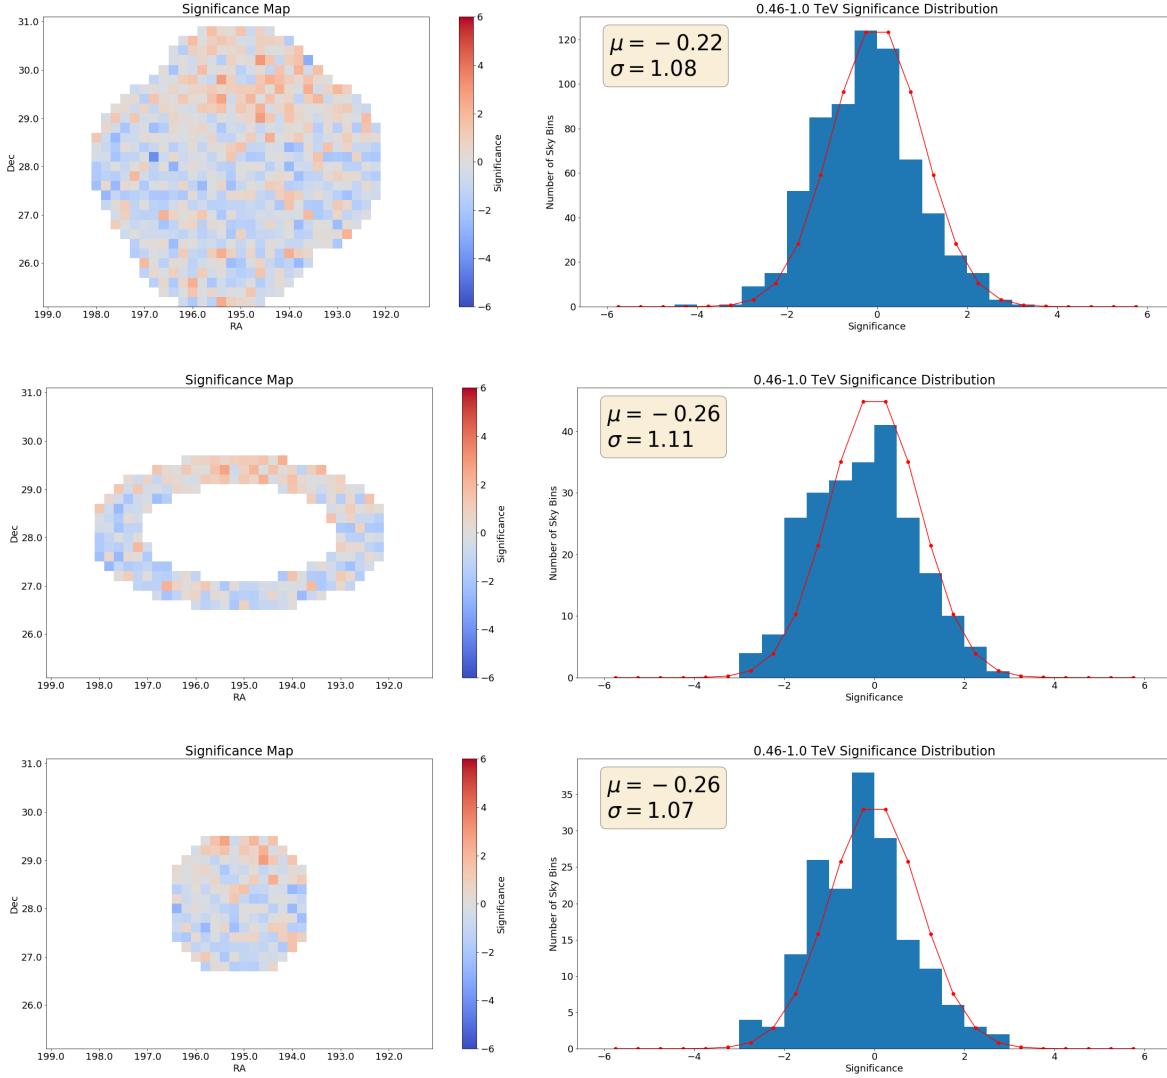 Significance Map
31.0
30.0
29.0
28.0
27.0
26.0
Dec
199.0 198.0 197.0 196.0 195.0 194.0 193.0 192.0
RA
6
4
2
0
−2
−4
−6
Significance
0.46-1.0 TeV Significance Distribution
μ = −0.22
σ = 1.08
120
100
80
60
40
20
0
Number of Sky Bins
−6 −4 −2 0 2 4 6
Significance
Significance Map
31.0
30.0
29.0
28.0
27.0
26.0
Dec
199.0 198.0 197.0 196.0 195.0 194.0 193.0 192.0
RA
6
4
2
0
−2
−4
−6
Significance
0.46-1.0 TeV Significance Distribution
μ = −0.26
σ = 1.11
40
30
20
10
0
Number of Sky Bins
−6 −4 −2 0 2 4 6
Significance
Significance Map
31.0
30.0
29.0
28.0
27.0
26.0
Dec
199.0 198.0 197.0 196.0 195.0 194.0 193.0 192.0
RA
6
4
2
0
−2
−4
−6
Significance
0.46-1.0 TeV Significance Distribution
μ = −0.26
σ = 1.07
35
30
25
20
15
10
5
0
Number of Sky Bins
−6 −4 −2 0 2 4 6
Significance